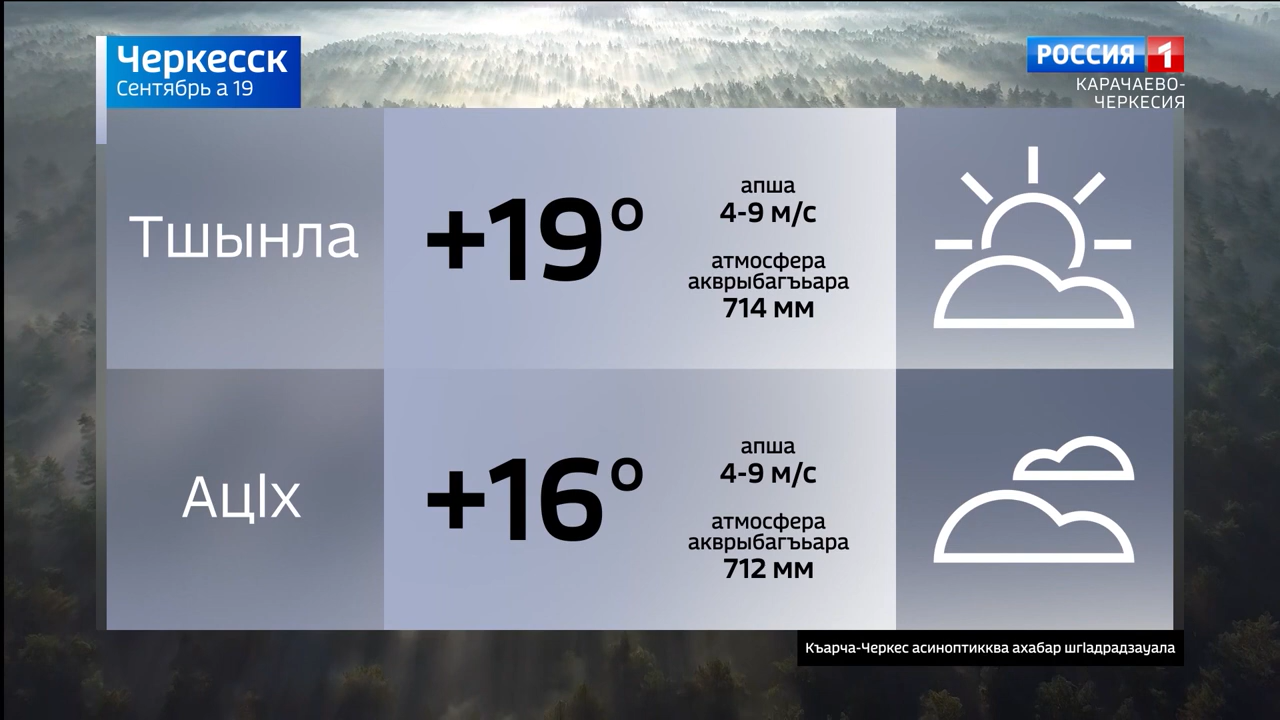 Черкесск
Сентябрь а 19
РОССИЯ 1
КАРАЧАЕВО-
ЧЕРКЕСИЯ
Тшынла
+19°
апша
4-9 м/с
атмосфера
акврыбагъьара
714 мм
АцӀх
+16°
апша
4-9 м/с
атмосфера
акврыбагъьара
712 мм
Къарча-Черкес асиноптикква ахабар шгӀадрадзауала